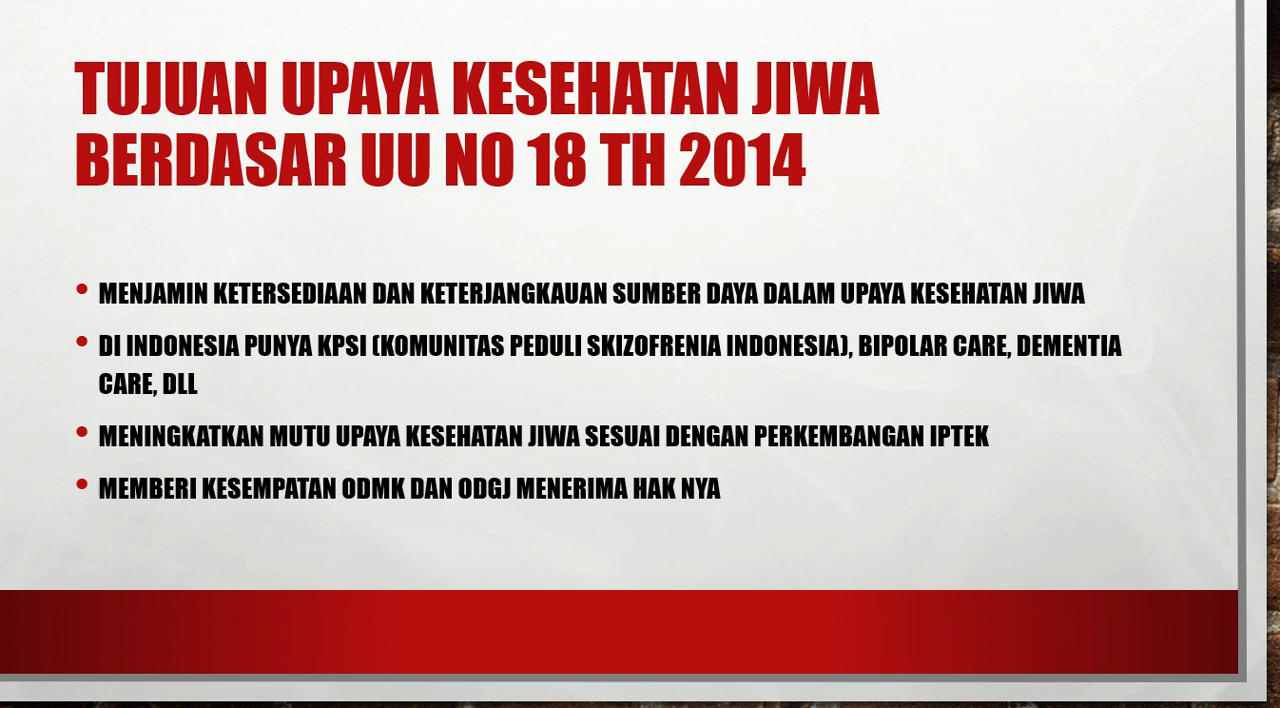 TUJUAN UPAYA KESEHATAN JIWA
BERDASAR UU NO 18 TH 2014
• MENJAMIN KETERSEDIAAN DAN KETERJANGKAUAN SUMBER DAYA DALAM UPAYA KESEHATAN JIWA
• DI INDONESIA PUNYA KPSI (KOMUNITAS PEDULI SKIZOFRENIA INDONESIA), BIPOLAR CARE, DEMENTIA
CARE, DLL
• MENINGKATKAN MUTU UPAYA KESEHATAN JIWA SESUAI DENGAN PERKEMBANGAN IPTEK
• MEMBERI KESEMPATAN ODMK DAN ODGJ MENERIMA HAK NYA